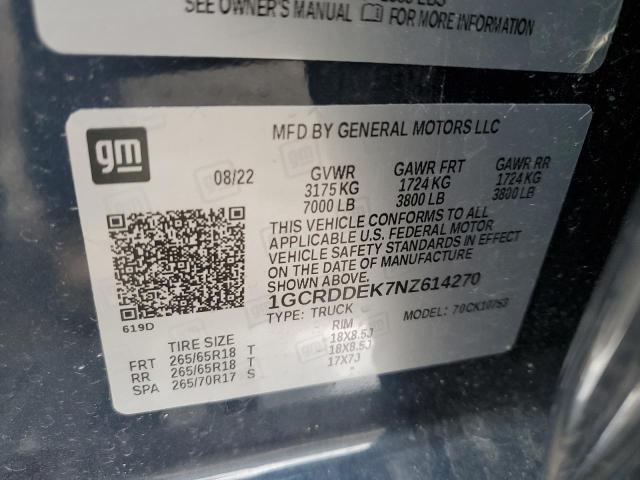 SEE OWNER'S MANUAL FOR MORE INFORMATION
gm
MFD BY GENERAL MOTORS LLC
08/22 GVWR GAWR FRT GAWR RR
3175 KG 1724 KG 1724 KG
7000 LB 3800 LB 3800 LB
THIS VEHICLE CONFORMS TO ALL
APPLICABLE U.S. FEDERAL MOTOR
VEHICLE SAFETY STANDARDS IN EFFECT
ON THE DATE OF MANUFACTURE
1GCRDDEK7NZ614270
TYPE: TRUCK MODEL: 70CK10753
619D
TIRE SIZE RIM
FRT 265/65R18 T 18X8.5J
RR 265/65R18 T 18X8.5J
SPA 265/70R17 S 17X7J